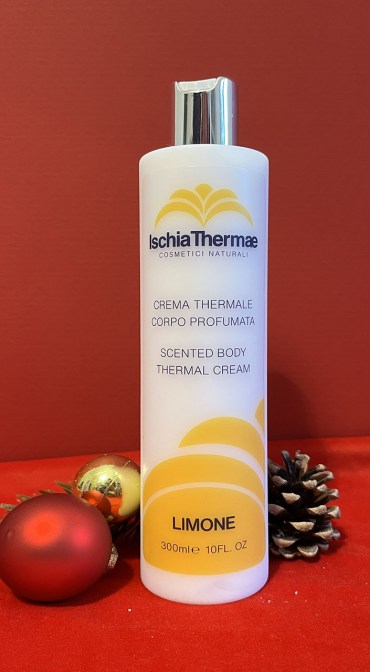 IschiaThermae
COSMETICI NATURALI
CREMA THERMALE
CORPO PROFUMATA
SCENTED BODY
THERMAL CREAM
LIMONE
300ml℮ 10FL. OZ